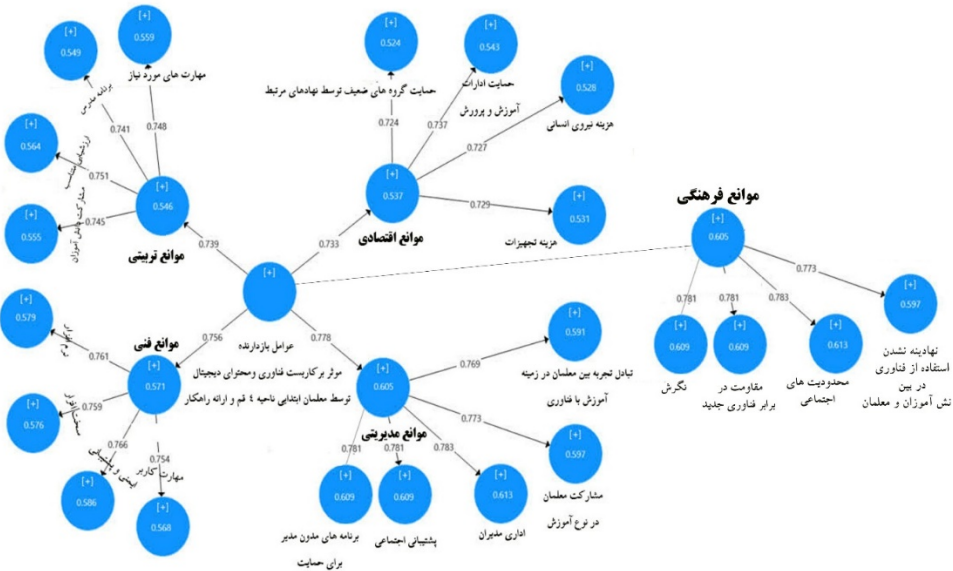 [+]
0.559
[+]
0.549
مهارت های مورد نیاز
0.748
0.741
[+]
0.564
0.751
[+]
0.555
مشارکت دانش آموزان
0.745
[+]
0.546
موانع تربیتی
0.739
[+]
0.524
[+]
0.543
[+]
0.528
حمایت گروه های ضعیف توسط نهادهای مرتبط
حمایت ادارات
آموزش و پرورش
هزینه نیروی انسانی
0.724
0.737
0.727
[+]
0.537
0.729
[+]
0.531
هزینه تجهیزات
موانع اقتصادی
0.733
موانع فرهنگی
[+]
0.605
0.781
0.781
0.783
0.773
[+]
0.609
نگرش
[+]
0.609
مقاومت در
برابر فناوری جدید
[+]
0.613
محدودیت های
اجتماعی
[+]
0.597
نهادینه نشدن
استفاده از فناوری
در بین
نش آموزان و معلمان
[+]
عوامل بازدارنده
موثر برکاربست فناوری ومحتوای دیجیتال
توسط معلمان ابتدایی ناحیه ٤ قم و ارائه راهکار
0.756
0.778
موانع فنی
[+]
0.571
[+]
0.579
0.761
[+]
0.576
0.759
0.766
[+]
0.586
0.754
مهارت کاربر
[+]
0.568
[+]
0.605
موانع مدیریتی
0.769
[+]
0.591
تبادل تجربه بین معلمان در زمینه
آموزش با فناوری
0.773
[+]
0.597
مشارکت معلمان
در نوع آموزش
0.781
0.781
0.783
[+]
0.609
برنامه های مدون مدیر
برای حمایت
[+]
0.609
پشتیبانی اجتماعی
[+]
0.613
اداری مدیران